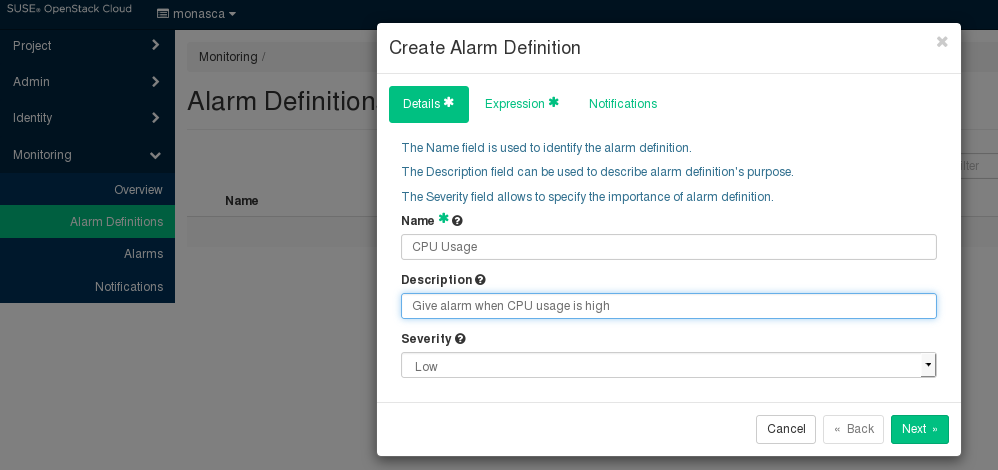 SUSE® OpenStack Cloud
monasca
Project
Admin
Identity
Monitoring
Overview
Alarm Definitions
Alarms
Notifications
Monitoring /
Alarm Definition
Name
Create Alarm Definition
×
Details *
Expression *
Notifications
The Name field is used to identify the alarm definition.
The Description field can be used to describe alarm definition's purpose.
The Severity field allows to specify the importance of alarm definition.
Name * ?
CPU Usage
Description ?
Give alarm when CPU usage is high
Severity ?
Low
Cancel
« Back
Next »